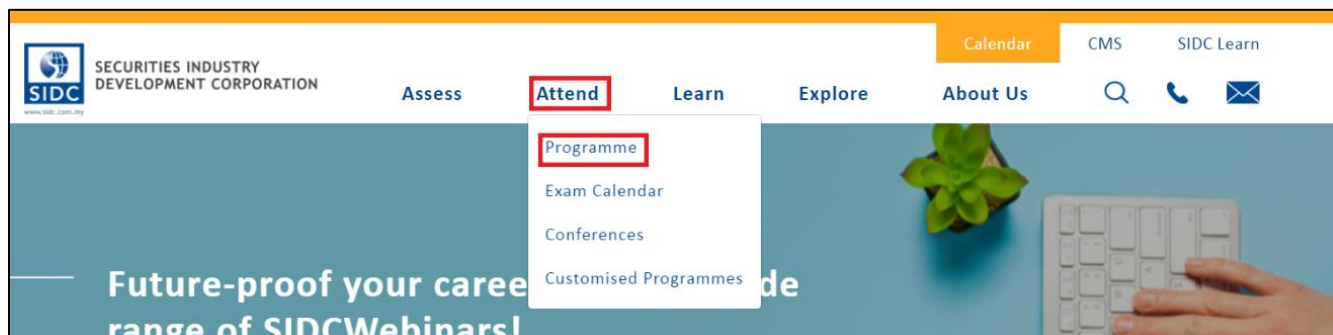 Calendar CMS SIDC Learn
SIDC
SECURITIES INDUSTRY
DEVELOPMENT CORPORATION
www.sidc.com.my
Assess Attend Learn Explore About Us
Programme
Exam Calendar
Conferences
Customised Programmes
Future-proof your caree de
range of SIDCWebinars!